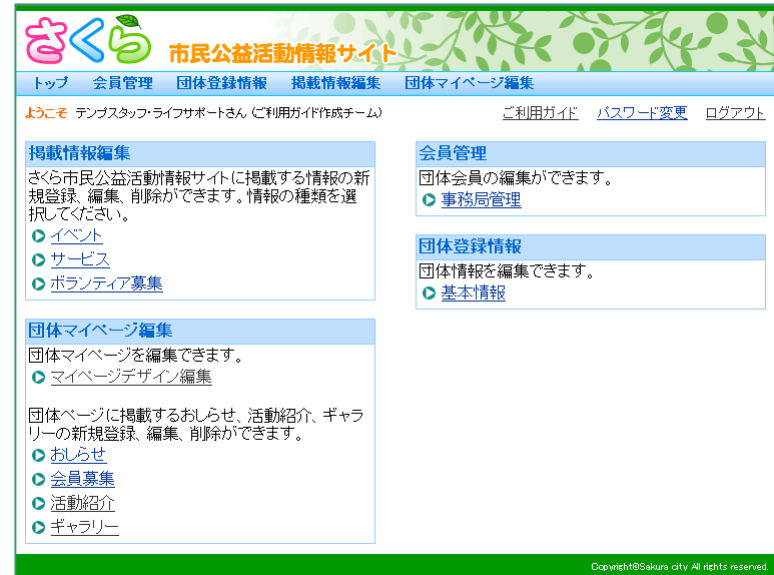 さくら 市民公益活動情報サイト
トップ 会員管理 団体登録情報 掲載情報編集 団体マイページ編集
ようこそ テンプスタッフ・ライフサポートさん (ご利用ガイド作成チーム) ご利用ガイド パスワード変更 ログアウト
掲載情報編集
さくら市民公益活動情報サイトに掲載する情報の新
規登録、編集、削除ができます。情報の種類を選
択してください。
イベント
サービス
ボランティア募集
会員管理
団体会員の編集ができます。
事務局管理
団体登録情報
団体情報を編集できます。
基本情報
団体マイページ編集
団体マイページを編集できます。
マイページデザイン編集
団体ページに掲載するおしらせ、活動紹介、ギャラ
リーの新規登録、編集、削除ができます。
おしらせ
会員募集
活動紹介
ギャラリー
Copyright@Sakura city All rights reserved.